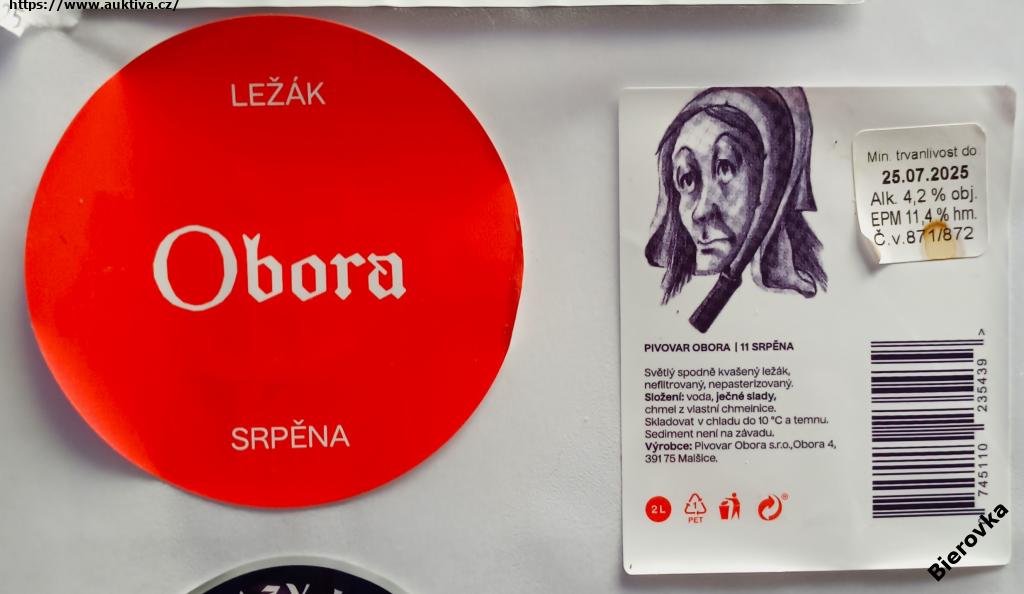 https://www.auktiva.cz/
LEŽÁK
Obora
SRPĚNA
Min. trvanlivost do
25.07.2025
Alk. 4,2 % obj.
EPM 11,4 % hm.
Č.v.871/872
PIVOVAR OBORA | 11 SRPĚNA
Světlý spodně kvašený ležák,
nefiltrovaný, nepasterizovaný.
Složení: voda, ječné slady,
chmel z vlastní chmelnice.
Skladovat v chladu do 10 °C a temnu.
Sediment není na závadu.
Výrobce: Pivovar Obora s.r.o.,Obora 4,
391 75 Malšice.
2 L
1
PET
®
745110 235439 >
Bierovka